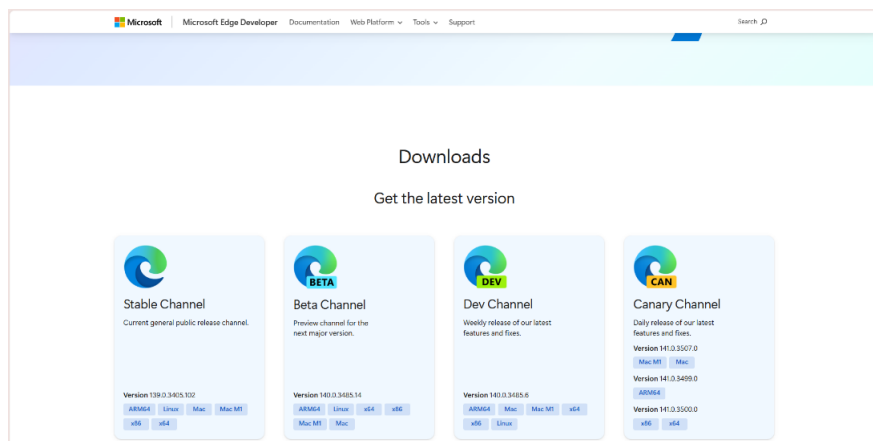 Microsoft Microsoft Edge Developer Documentation Web Platform Tools Support Search
Downloads
Get the latest version
BETA
DEV
CAN
Stable Channel
Current general public release channel.
Version 139.0.3405.102
ARM64 Linux Mac Mac M1
x86 x64
Beta Channel
Preview channel for the
next major version.
Version 140.0.3485.14
ARM64 Linux x64 x86
Mac M1 Mac
Dev Channel
Weekly release of our latest
features and fixes.
Version 140.0.3485.6
ARM64 Mac Mac M1 x64
x86 Linux
Canary Channel
Daily release of our latest
features and fixes.
Version 141.0.3507.0
Mac M1 Mac
Version 141.0.3499.0
ARM64
Version 141.0.3500.0
x86 x64